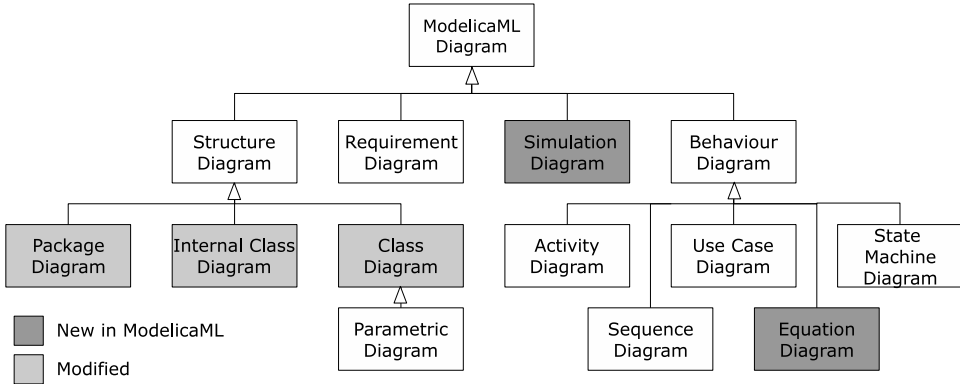 ModelicaML
Diagram
Structure
Diagram
Requirement
Diagram
Simulation
Diagram
Behaviour
Diagram
Package
Diagram
Internal Class
Diagram
Class
Diagram
Activity
Diagram
Use Case
Diagram
State
Machine
Diagram
Parametric
Diagram
Sequence
Diagram
Equation
Diagram
New in ModelicaML
Modified